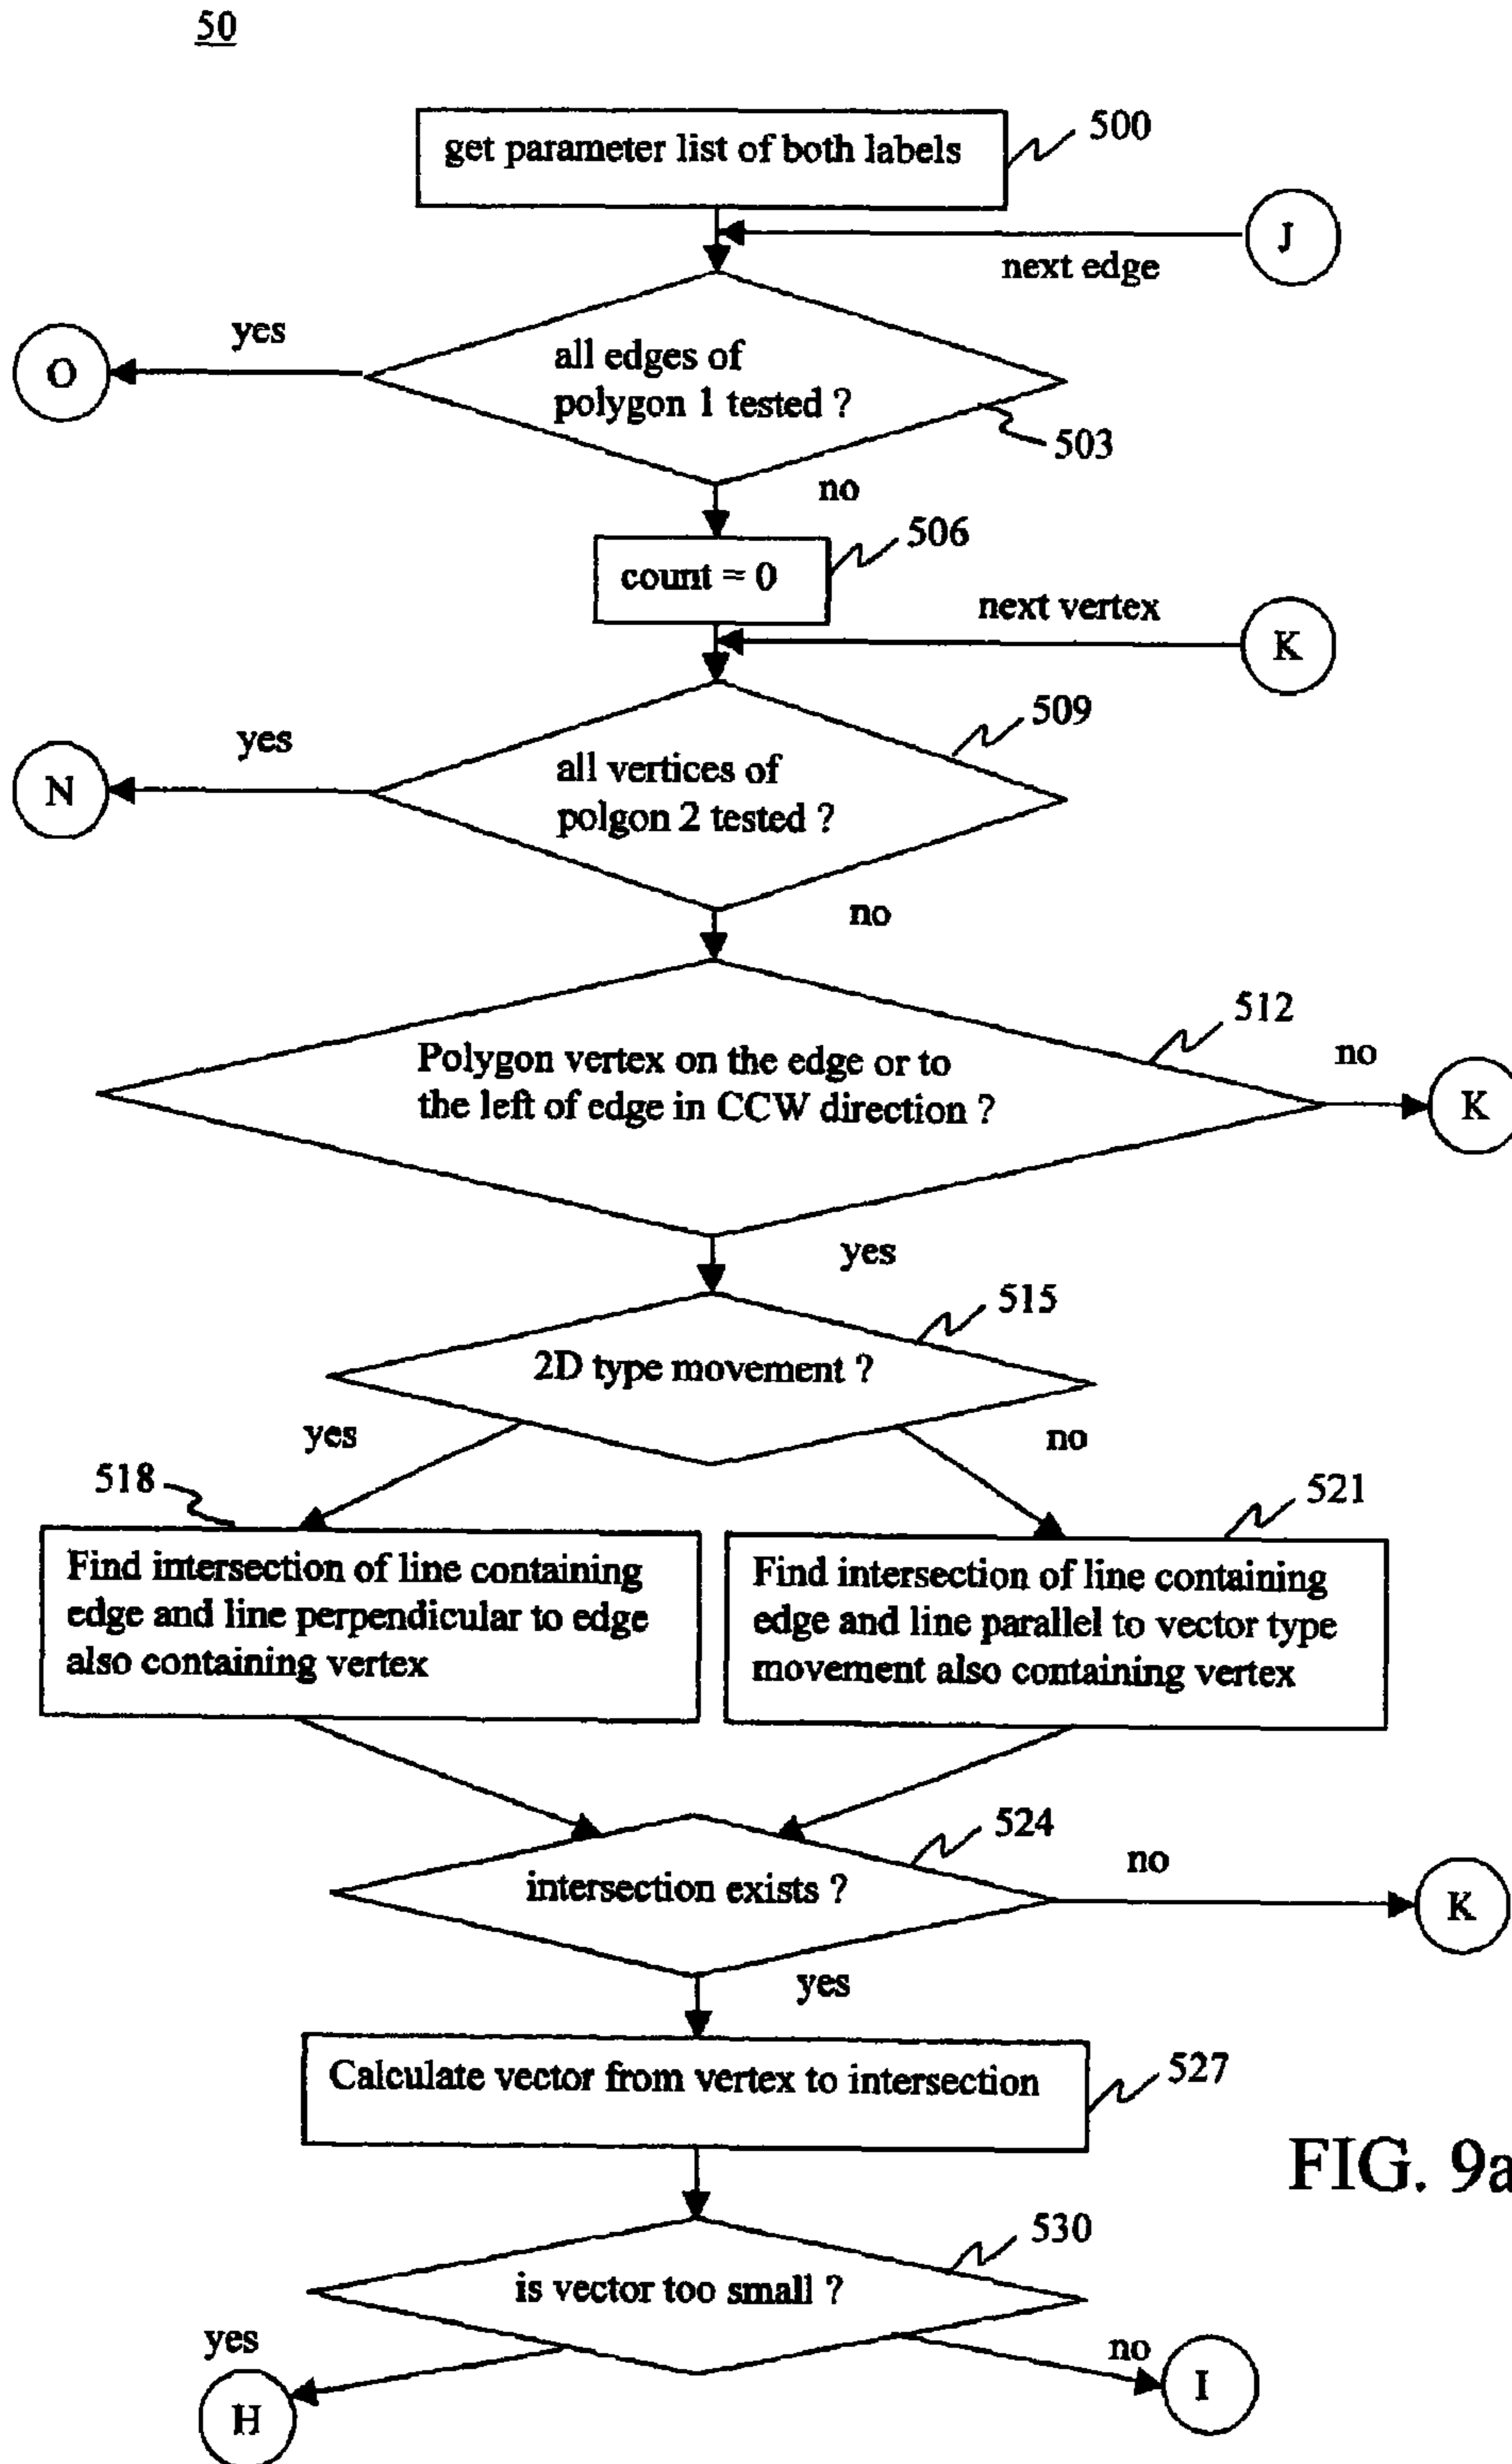 50
get parameter list of both labels
500
J
next edge
yes
O
all edges of
polygon 1 tested ?
503
no
506
count = 0
next vertex
K
509
yes
N
all vertices of
polgon 2 tested ?
no
512
Polygon vertex on the edge or to
the left of edge in CCW direction ?
no
K
yes
515
2D type movement ?
yes
no
518
521
Find intersection of line containing
edge and line perpendicular to edge
also containing vertex
Find intersection of line containing
edge and line parallel to vector type
movement also containing vertex
524
intersection exists ?
no
K
yes
Calculate vector from vertex to intersection
527
FIG. 9a
530
is vector too small ?
yes
no
H
I